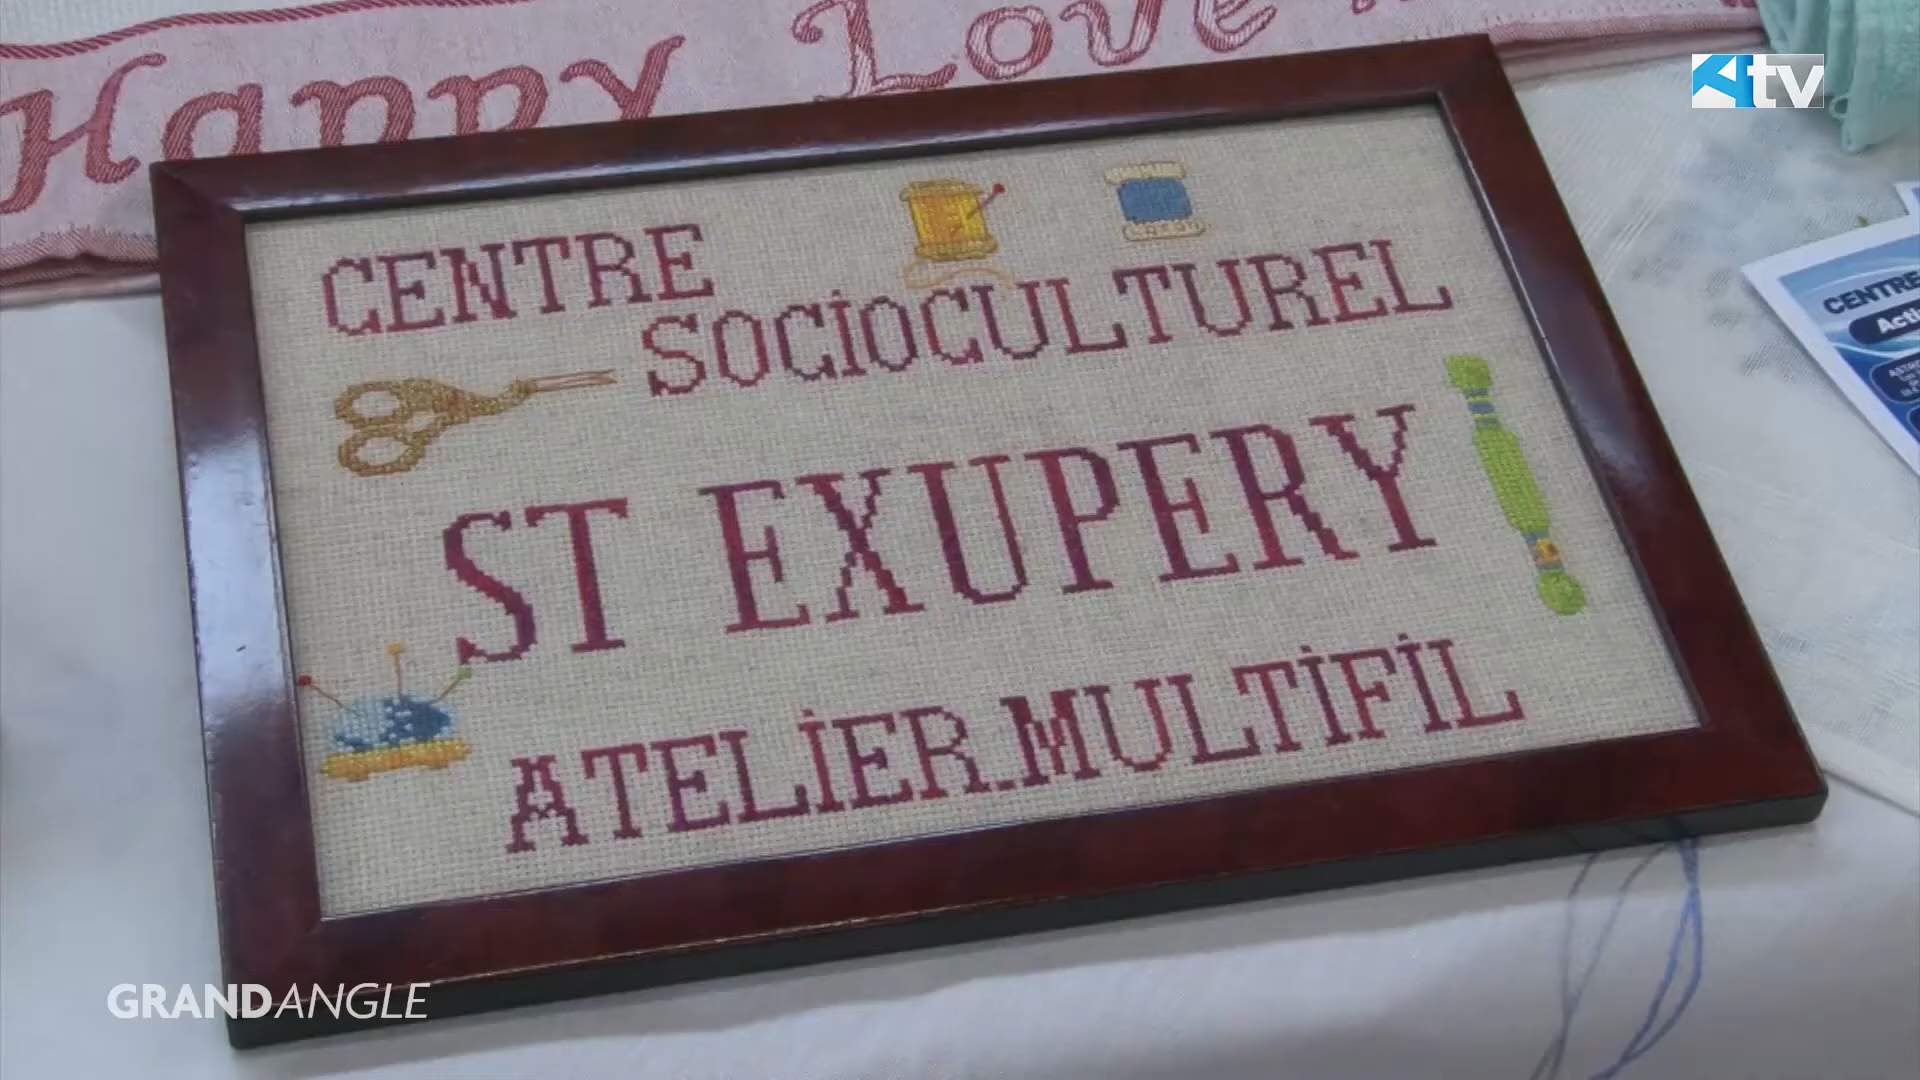 Happy Love
tv
CENTRE
SOCIOCULTUREL
ST EXUPERY
ATELIER.MULTIFIL
CENTRE
GRANDANGLE